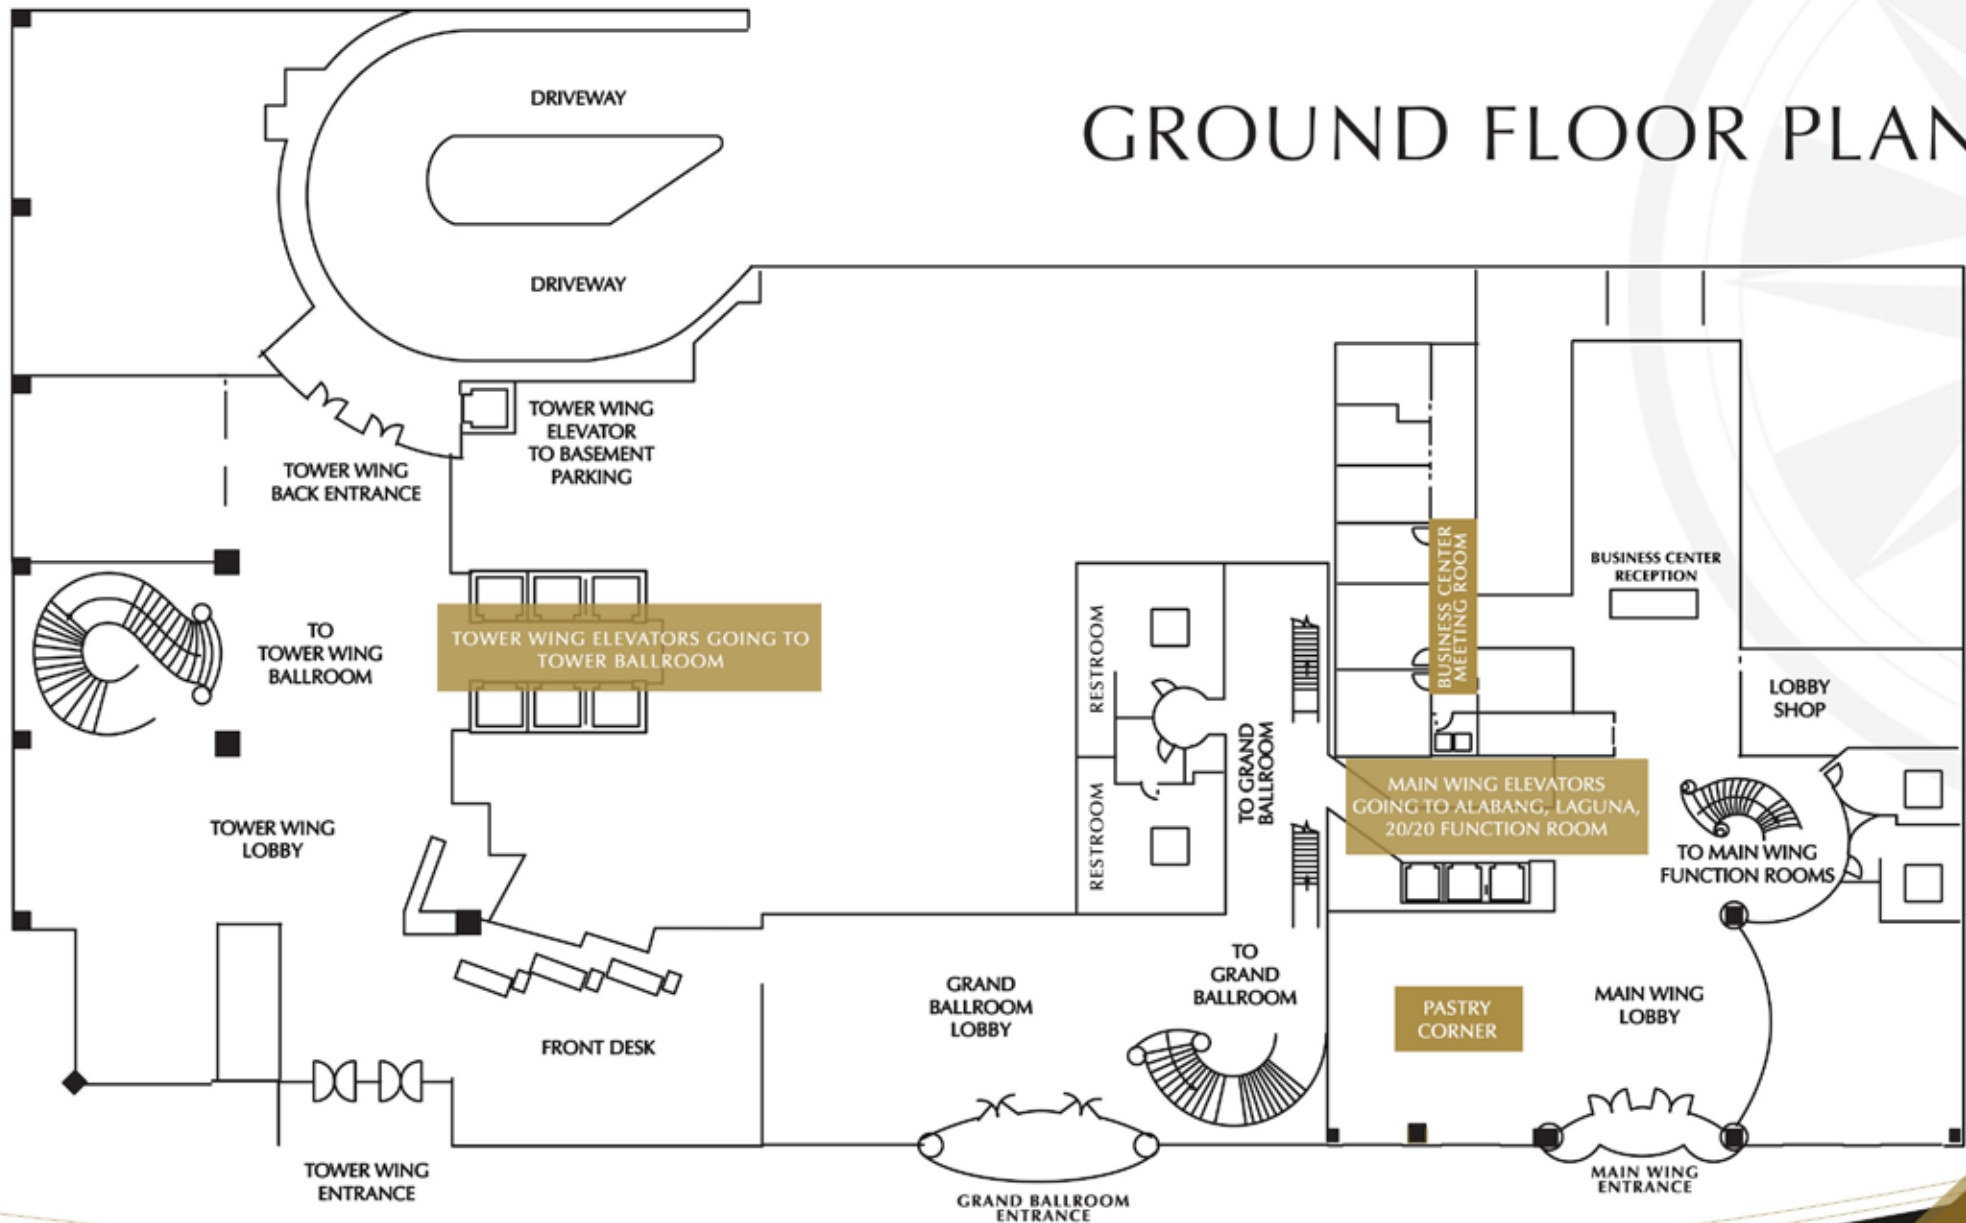 GROUND FLOOR PLAN
DRIVEWAY
DRIVEWAY
TOWER WING
ELEVATOR
TO BASEMENT
PARKING
TOWER WING
BACK ENTRANCE
TO
TOWER WING
BALLROOM
TOWER WING ELEVATORS GOING TO
TOWER BALLROOM
TOWER WING
LOBBY
FRONT DESK
TOWER WING
ENTRANCE
RESTROOM
RESTROOM
TO GRAND
BALLROOM
GRAND
BALLROOM
LOBBY
TO
GRAND
BALLROOM
GRAND BALLROOM
ENTRANCE
BUSINESS CENTER
MEETING ROOM
BUSINESS CENTER
RECEPTION
LOBBY
SHOP
MAIN WING ELEVATORS
GOING TO ALABANG, LAGUNA,
20/20 FUNCTION ROOM
TO MAIN WING
FUNCTION ROOMS
PASTRY
CORNER
MAIN WING
LOBBY
MAIN WING
ENTRANCE